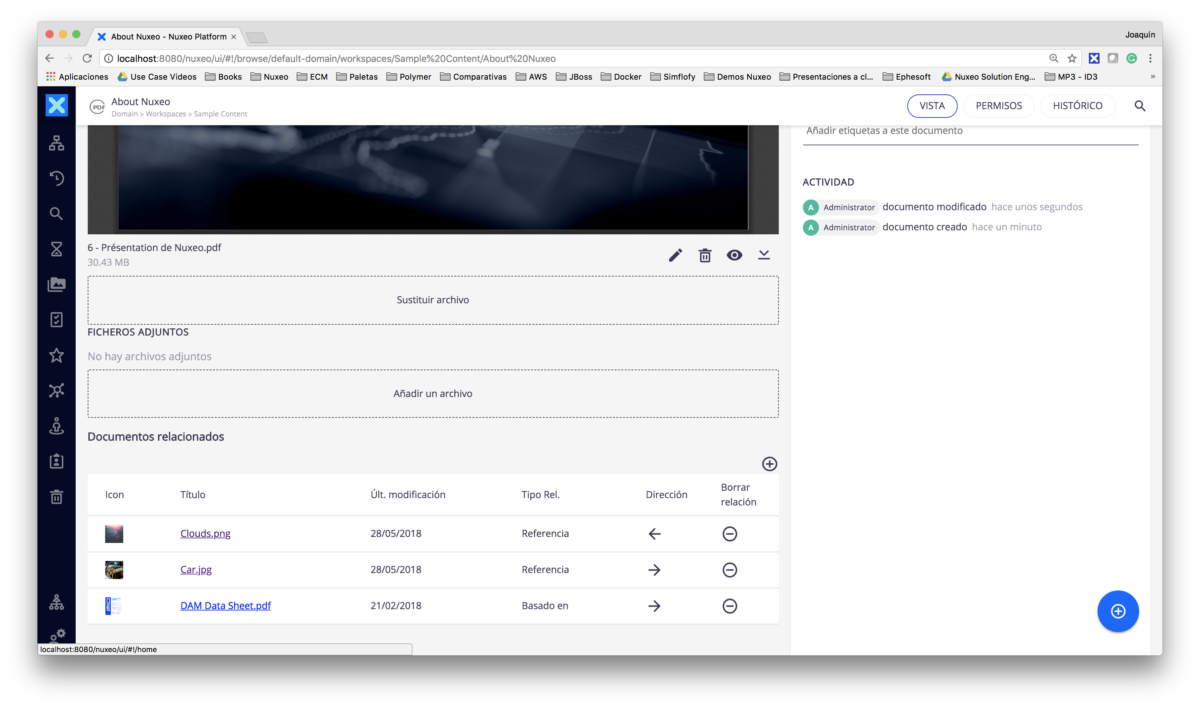 About Nuxeo - Nuxeo Platform ×
Joaquín
localhost:8080/nuxeo/ui/#!/browse/default-domain/workspaces/Sample%20Content/About%20Nuxeo
Aplicaciones Use Case Videos Books Nuxeo ECM Paletas Polymer Comparativas AWS JBoss Docker Simflofy Demos Nuxeo Presentaciones a cl... Ephesoft Nuxeo Solution Eng... MP3 - ID3 »
PDF
About Nuxeo
Domain > Workspaces > Sample Content
VISTA PERMISOS HISTÓRICO
Añadir etiquetas a este documento
ACTIVIDAD
A Administrator documento modificado hace unos segundos
A Administrator documento creado hace un minuto
6 - Présentation de Nuxeo.pdf
30.43 MB
Sustituir archivo
FICHEROS ADJUNTOS
No hay archivos adjuntos
Añadir un archivo
Documentos relacionados
Icon Título Últ. modificación Tipo Rel. Dirección Borrar relación
Clouds.png 28/05/2018 Referencia
Car.jpg 28/05/2018 Referencia
DAM Data Sheet.pdf 21/02/2018 Basado en
localhost:8080/nuxeo/ui/#!/home